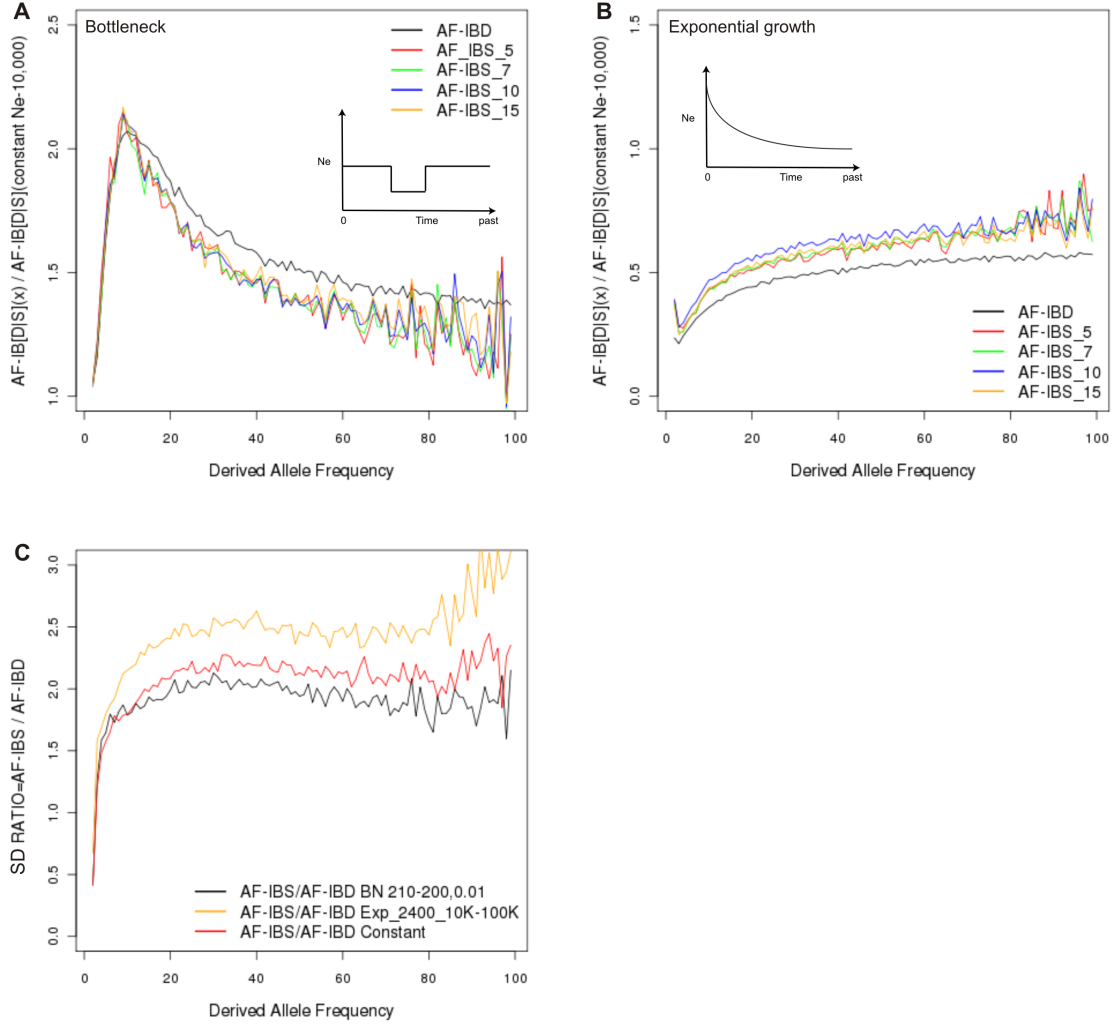 A
Bottleneck
AF-IBD
AF_IBS_5
AF-IBS_7
AF-IBS_10
AF-IBS_15
Ne
0 Time past
AF-IB[D|S](x) / AF-IB[D|S](constant Ne-10,000)
2.5
2.0
1.5
1.0
0 20 40 60 80 100
Derived Allele Frequency
B
Exponential growth
Ne
0 Time past
AF-IBD
AF-IBS_5
AF-IBS_7
AF-IBS_10
AF-IBS_15
AF-IB[D|S](x) / AF-IB[D|S](constant Ne-10,000)
1.5
1.0
0.5
0.0
0 20 40 60 80 100
Derived Allele Frequency
C
SD RATIO=AF-IBS / AF-IBD
3.0
2.5
2.0
1.5
1.0
0.5
0.0
AF-IBS/AF-IBD BN 210-200,0.01
AF-IBS/AF-IBD Exp_2400_10K-100K
AF-IBS/AF-IBD Constant
0 20 40 60 80 100
Derived Allele Frequency